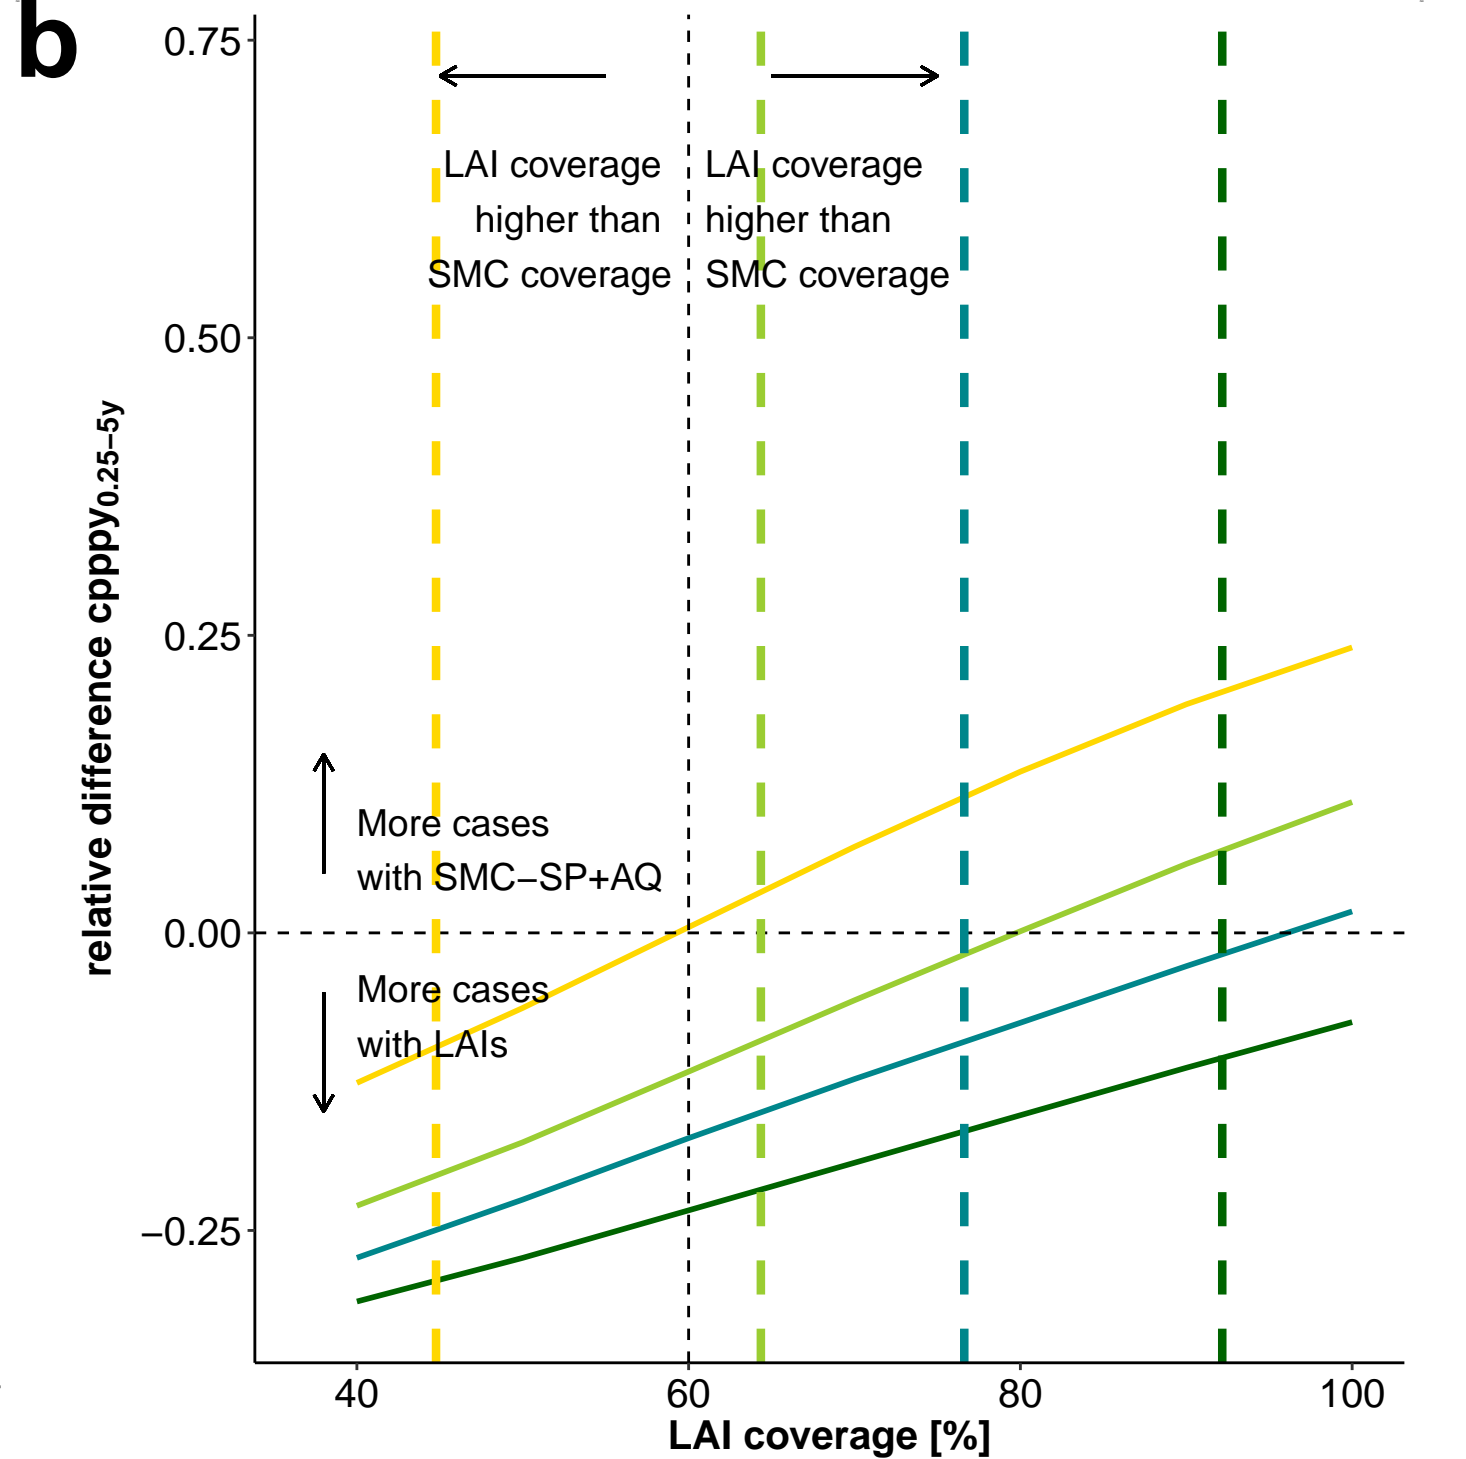 b
0.75
0.50
0.25
0.00
−0.25
relative difference cpppy0.25−5y
LAI coverage
higher than
SMC coverage
LAI coverage
higher than
SMC coverage
More cases
with SMC−SP+AQ
More cases
with LAIs
40 60 80 100
LAI coverage [%]